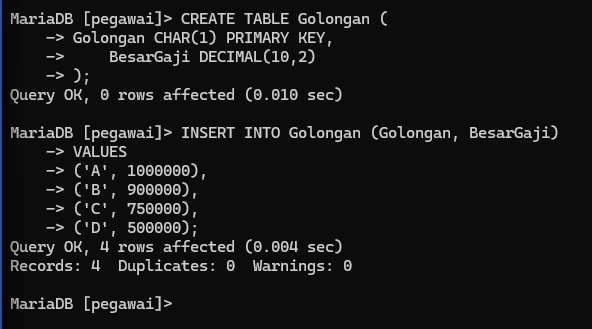 MariaDB [pegawai]> CREATE TABLE Golongan (
    -> Golongan CHAR(1) PRIMARY KEY,
    ->     BesarGaji DECIMAL(10,2)
    -> );
Query OK, 0 rows affected (0.010 sec)

MariaDB [pegawai]> INSERT INTO Golongan (Golongan, BesarGaji)
    -> VALUES
    -> ('A', 1000000),
    -> ('B', 900000),
    -> ('C', 750000),
    -> ('D', 500000);
Query OK, 4 rows affected (0.004 sec)
Records: 4  Duplicates: 0  Warnings: 0

MariaDB [pegawai]>